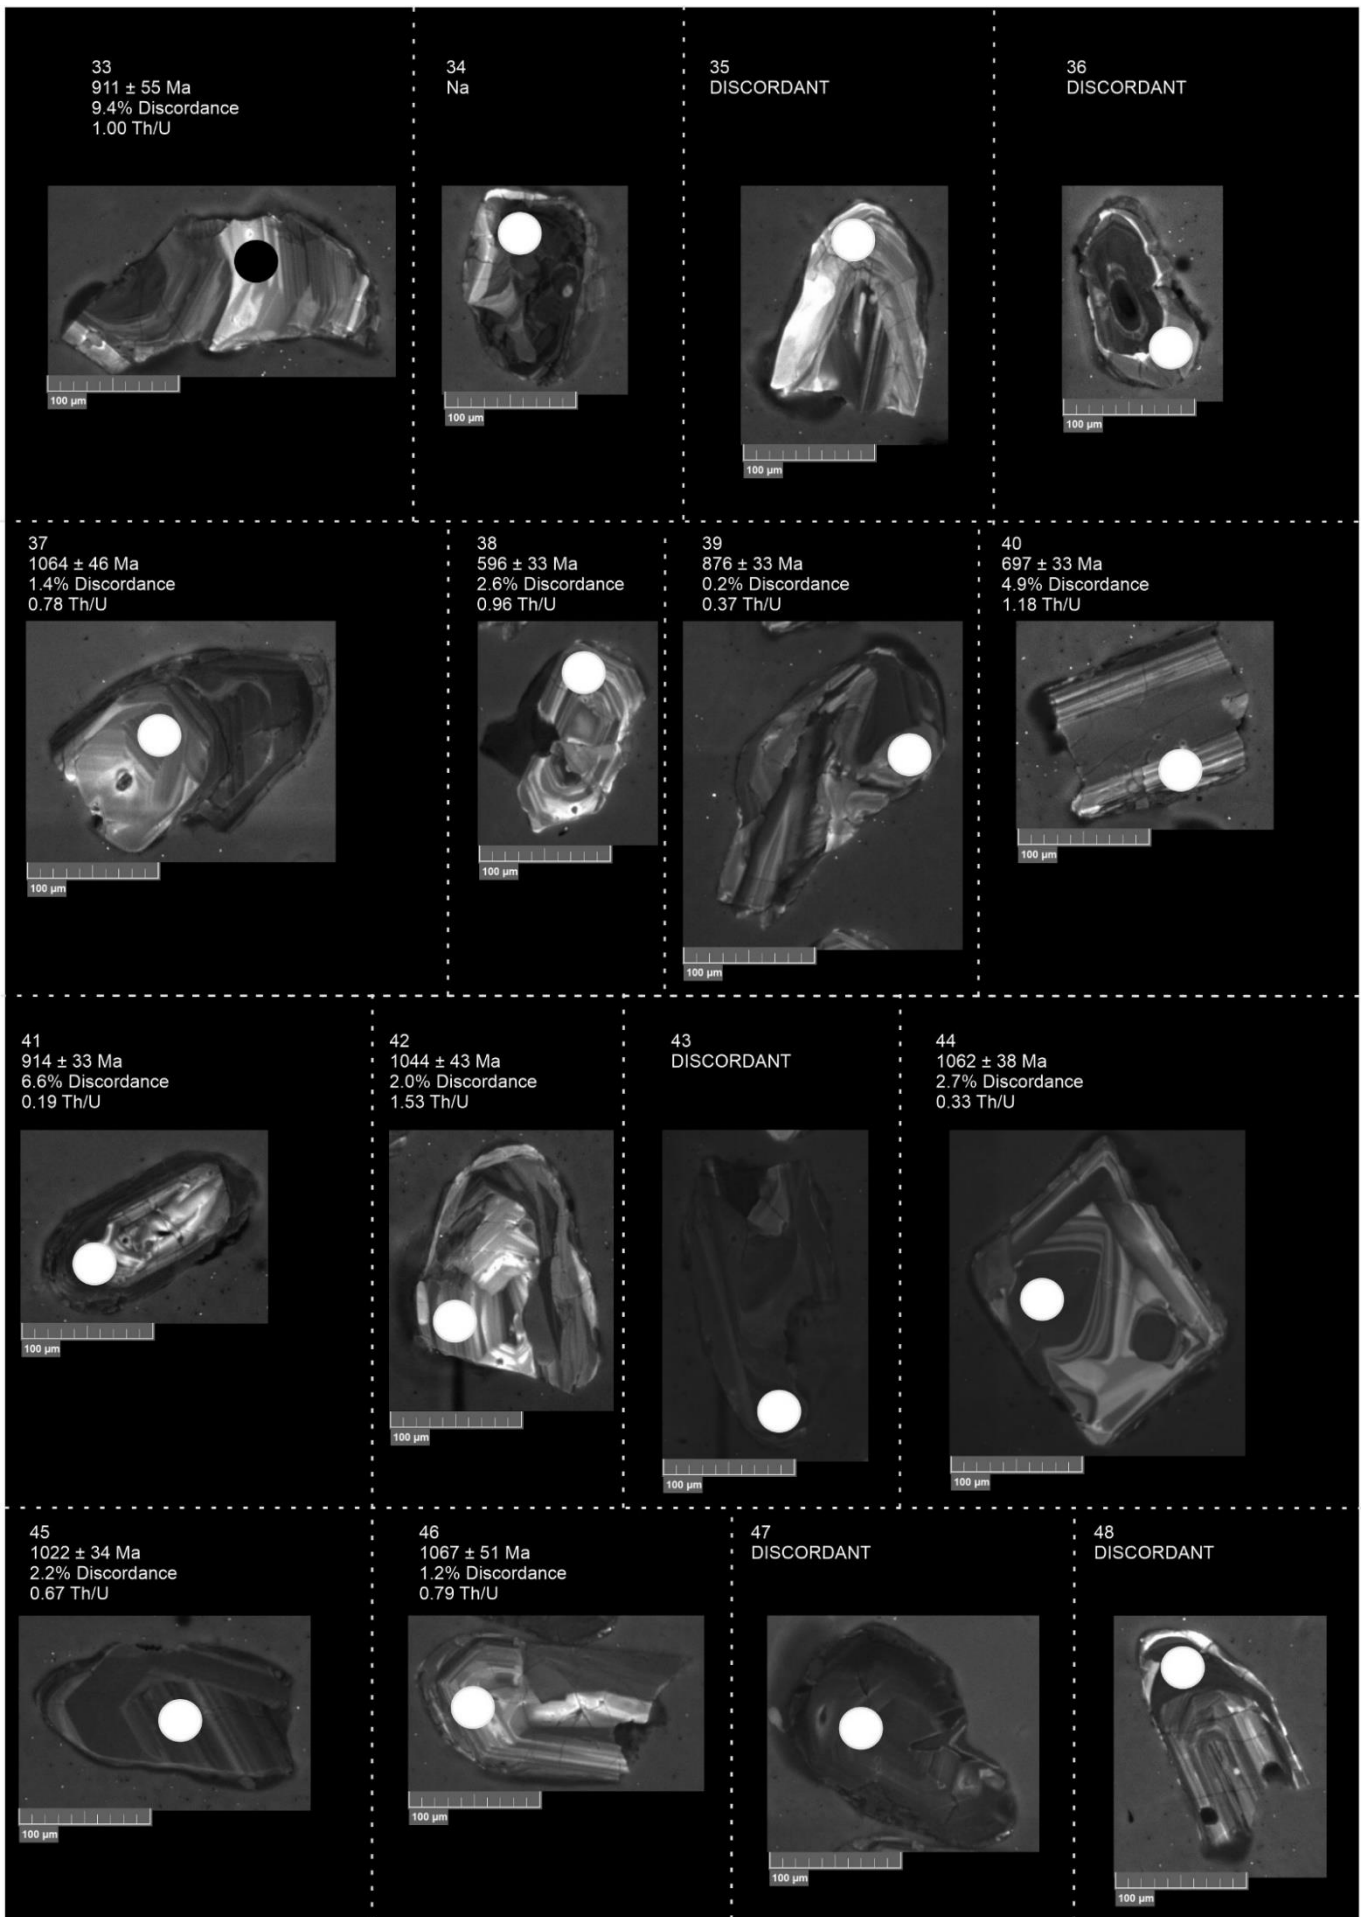 33
911 ± 55 Ma
9.4% Discordance
1.00 Th/U
34
Na
35
DISCORDANT
36
DISCORDANT
100 µm
100 µm
100 µm
100 µm
37
1064 ± 46 Ma
1.4% Discordance
0.78 Th/U
38
596 ± 33 Ma
2.6% Discordance
0.96 Th/U
39
876 ± 33 Ma
0.2% Discordance
0.37 Th/U
40
697 ± 33 Ma
4.9% Discordance
1.18 Th/U
100 µm
100 µm
100 µm
100 µm
41
914 ± 33 Ma
6.6% Discordance
0.19 Th/U
42
1044 ± 43 Ma
2.0% Discordance
1.53 Th/U
43
DISCORDANT
44
1062 ± 38 Ma
2.7% Discordance
0.33 Th/U
100 µm
100 µm
100 µm
100 µm
45
1022 ± 34 Ma
2.2% Discordance
0.67 Th/U
46
1067 ± 51 Ma
1.2% Discordance
0.79 Th/U
47
DISCORDANT
48
DISCORDANT
100 µm
100 µm
100 µm
100 µm